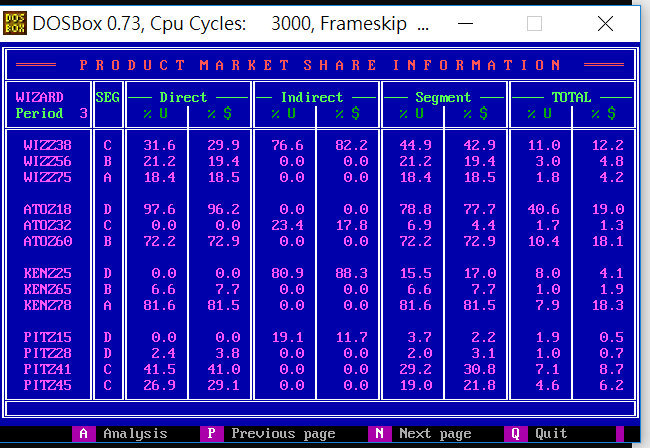 DOS BOX DOSBox 0.73, Cpu Cycles: 3000, Frameskip ...
PRODUCT MARKET SHARE INFORMATION
WIZARD SEG Direct Indirect Segment TOTAL
Period 3 % U % $ % U % $ % U % $ % U % $
WIZZ38 C 31.6 29.9 76.6 82.2 44.9 42.9 11.0 12.2
WIZZ56 B 21.2 19.4 0.0 0.0 21.2 19.4 3.0 4.8
WIZZ75 A 18.4 18.5 0.0 0.0 18.4 18.5 1.8 4.2
ATOZ18 D 97.6 96.2 0.0 0.0 78.8 77.7 40.6 19.0
ATOZ32 C 0.0 0.0 23.4 17.8 6.9 4.4 1.7 1.3
ATOZ60 B 72.2 72.9 0.0 0.0 72.2 72.9 10.4 18.1
KENZ25 D 0.0 0.0 80.9 88.3 15.5 17.0 8.0 4.1
KENZ65 B 6.6 7.7 0.0 0.0 6.6 7.7 1.0 1.9
KENZ78 A 81.6 81.5 0.0 0.0 81.6 81.5 7.9 18.3
PITZ15 D 0.0 0.0 19.1 11.7 3.7 2.2 1.9 0.5
PITZ28 D 2.4 3.8 0.0 0.0 2.0 3.1 1.0 0.7
PITZ41 C 41.5 41.0 0.0 0.0 29.2 30.8 7.1 8.7
PITZ45 C 26.9 29.1 0.0 0.0 19.0 21.8 4.6 6.2
A Analysis P Previous page N Next page Q Quit